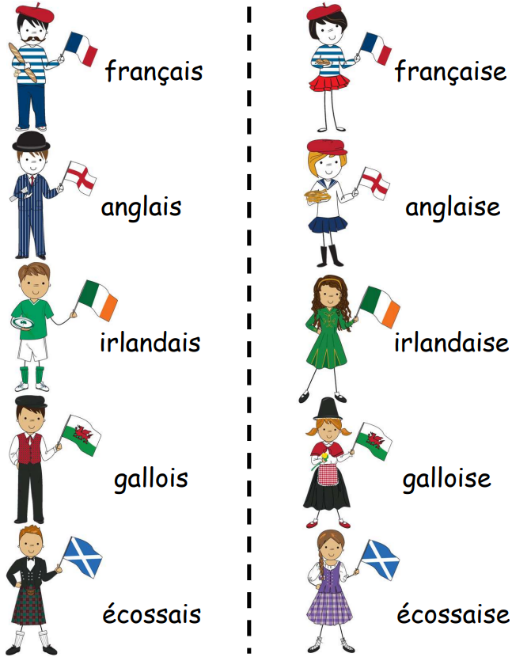 français
française
anglais
anglaise
irlandais
irlandaise
gallois
galloise
écossais
écossaise